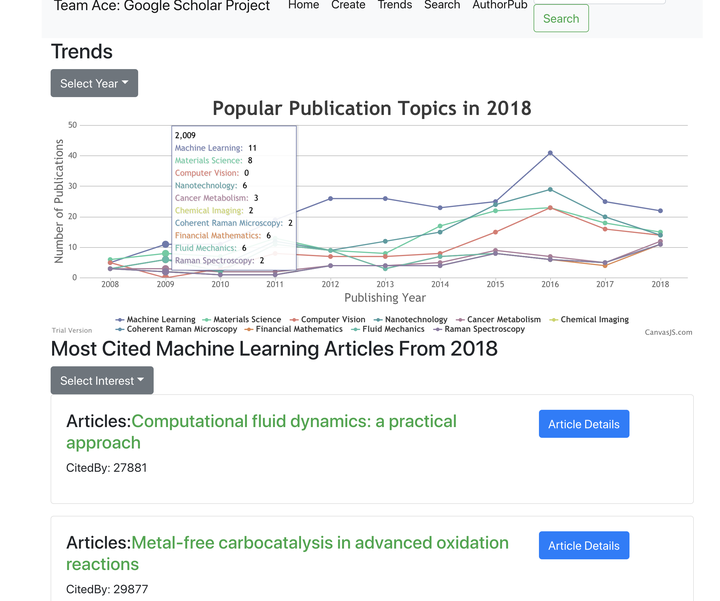 Team Ace: Google Scholar Project Home Create Trends Search AuthorPub
Search
Trends
Select Year
Popular Publication Topics in 2018
Number of Publications
50
40
30
20
10
0
2,009
Machine Learning: 11
Materials Science: 8
Computer Vision: 0
Nanotechnology: 6
Cancer Metabolism: 3
Chemical Imaging: 2
Coherent Raman Microscopy: 2
Financial Mathematics: 6
Fluid Mechanics: 6
Raman Spectroscopy: 2
2008 2009 2010 2011 2012 2013 2014 2015 2016 2017 2018
Publishing Year
Machine Learning Materials Science Computer Vision Nanotechnology Cancer Metabolism Chemical Imaging
Coherent Raman Microscopy Financial Mathematics Fluid Mechanics Raman Spectroscopy
Trial Version CanvasJS.com
Most Cited Machine Learning Articles From 2018
Select Interest
Articles:Computational fluid dynamics: a practical
approach
Article Details
CitedBy: 27881
Articles:Metal-free carbocatalysis in advanced oxidation
reactions
Article Details
CitedBy: 29877